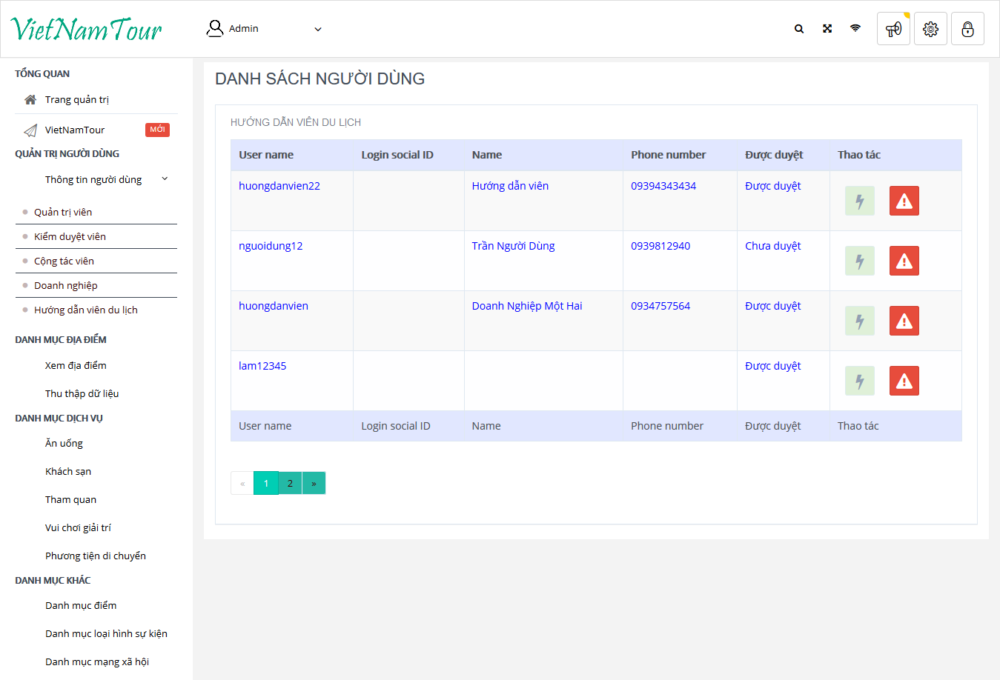 VietNamTour
Admin
TỔNG QUAN
Trang quản trị
VietNamTour MỚI
QUẢN TRỊ NGƯỜI DÙNG
Thông tin người dùng
Quản trị viên
Kiểm duyệt viên
Cộng tác viên
Doanh nghiệp
Hướng dẫn viên du lịch
DANH MỤC ĐỊA ĐIỂM
Xem địa điểm
Thu thập dữ liệu
DANH MỤC DỊCH VỤ
Ăn uống
Khách sạn
Tham quan
Vui chơi giải trí
Phương tiện di chuyển
DANH MỤC KHÁC
Danh mục điểm
Danh mục loại hình sự kiện
Danh mục mạng xã hội
DANH SÁCH NGƯỜI DÙNG
HƯỚNG DẪN VIÊN DU LỊCH
User name Login social ID Name Phone number Được duyệt Thao tác
huongdanvien22 Hướng dẫn viên 09394343434 Được duyệt
nguoidung12 Trần Người Dùng 0939812940 Chưa duyệt
huongdanvien Doanh Nghiệp Một Hai 0934757564 Được duyệt
lam12345 Được duyệt
User name Login social ID Name Phone number Được duyệt Thao tác
« 1 2 »